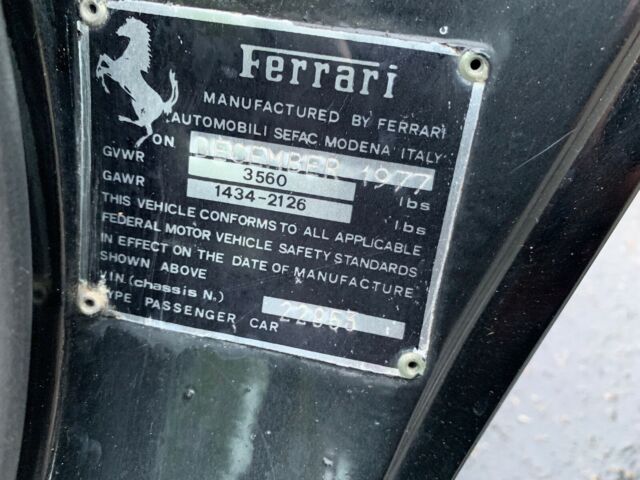 Ferrari
MANUFACTURED BY FERRARI
AUTOMOBILI SEFAC MODENA ITALY
ON DECEMBER 1977
GVWR 3560 lbs
GAWR 1434-2126 lbs
THIS VEHICLE CONFORMS TO ALL APPLICABLE
FEDERAL MOTOR VEHICLE SAFETY STANDARDS
IN EFFECT ON THE DATE OF MANUFACTURE
SHOWN ABOVE
V.I.N. (chassis N.) 22953
TYPE PASSENGER CAR